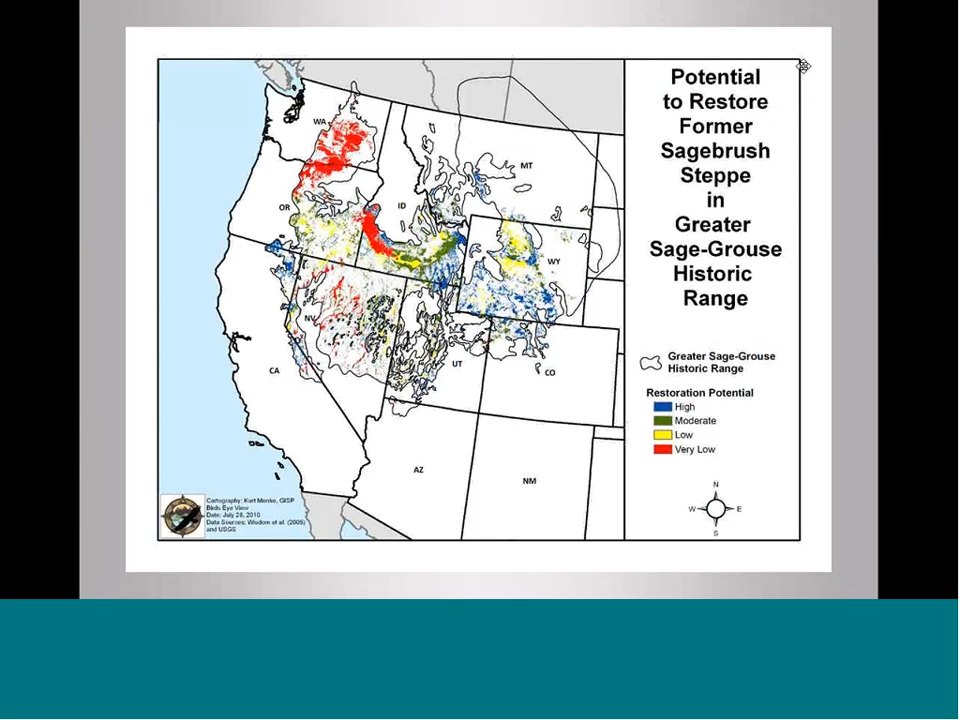 Potential
to Restore
Former
Sagebrush
Steppe
in
Greater
Sage-Grouse
Historic
Range
WA
MT
OR
ID
WY
NV
UT
CA
CO
AZ
NM
Greater Sage-Grouse
Historic Range
Restoration Potential
High
Moderate
Low
Very Low
N
W E
S
Cartography: Kurt Menke, GISP
Birds Eye View
Date: July 28, 2010
Data Sources: Wisdom et al. (2005)
and USGS